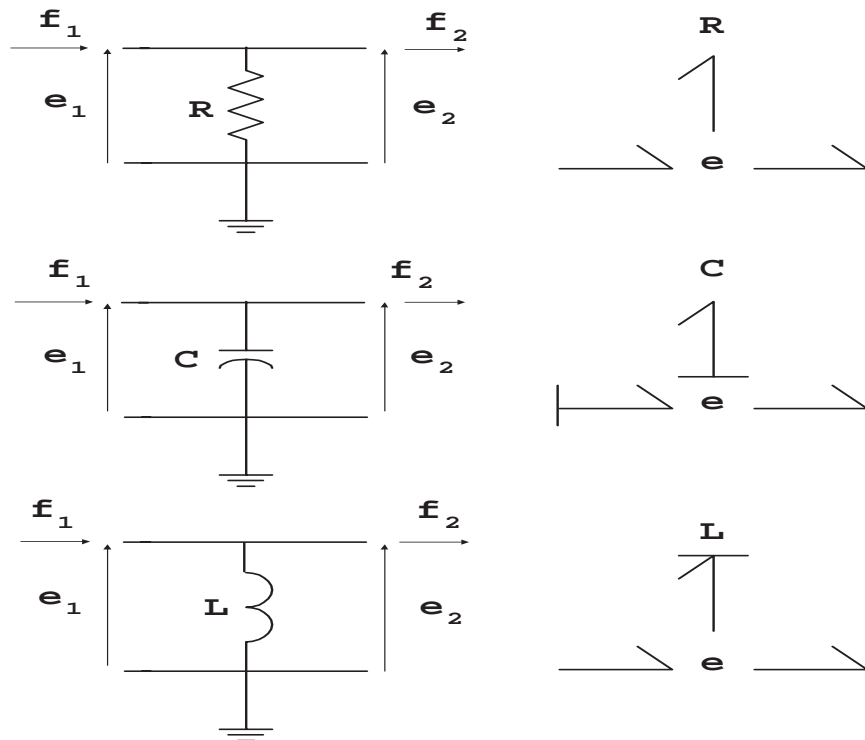 f1 f2 R
e1 R e2 e
f1 f2 C
e1 C e2 e
f1 f2 L
e1 L e2 e